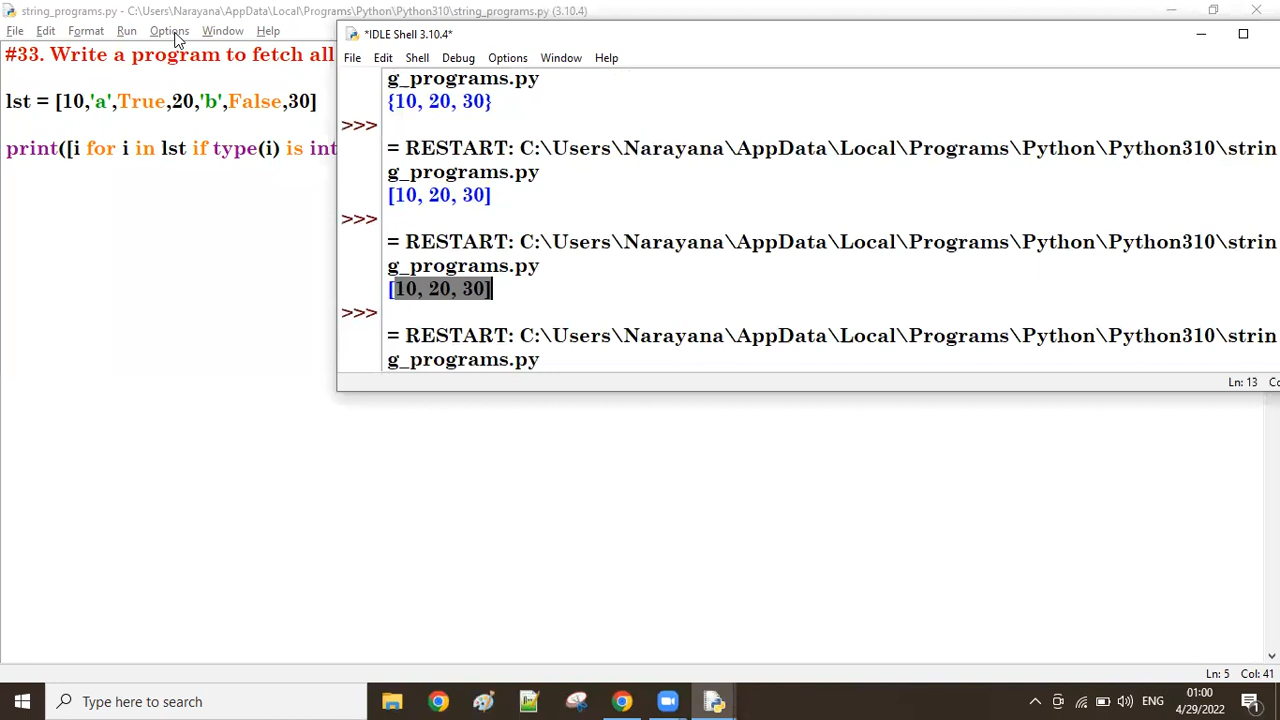 string_programs.py - C:\Users\Narayana\AppData\Local\Programs\Python\Python310\string_programs.py (3.10.4)
File Edit Format Run Options Window Help
#33. Write a program to fetch all
lst = [10,'a',True,20,'b',False,30]
print([i for i in lst if type(i) is int
*IDLE Shell 3.10.4*
File Edit Shell Debug Options Window Help
g_programs.py
{10, 20, 30}
>>>
= RESTART: C:\Users\Narayana\AppData\Local\Programs\Python\Python310\strin
g_programs.py
[10, 20, 30]
>>>
= RESTART: C:\Users\Narayana\AppData\Local\Programs\Python\Python310\strin
g_programs.py
[10, 20, 30]
>>>
= RESTART: C:\Users\Narayana\AppData\Local\Programs\Python\Python310\strin
g_programs.py
Ln: 13 Co
Ln: 5 Col: 41
Type here to search
ENG
01:00
4/29/2022
1